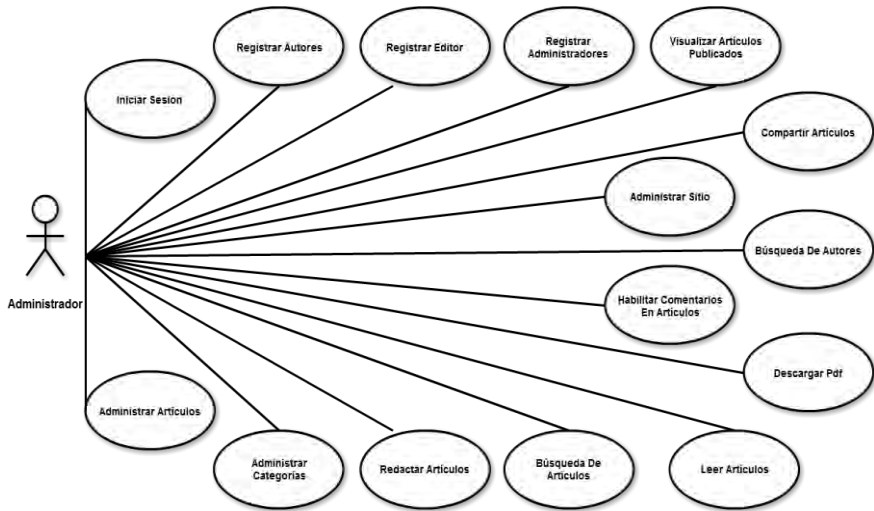 Registrar Autores
Registrar Editor
Registrar
Administradores
Visualizar Artículos
Publicados
Iniciar Sesion
Compartir Artículos
Administrar Sitio
Búsqueda De Autores
Administrador
Habilitar Comentarios
En Artículos
Descargar Pdf
Administrar Artículos
Administrar
Categorías
Redactar Artículos
Búsqueda De
Artículos
Leer Artículos